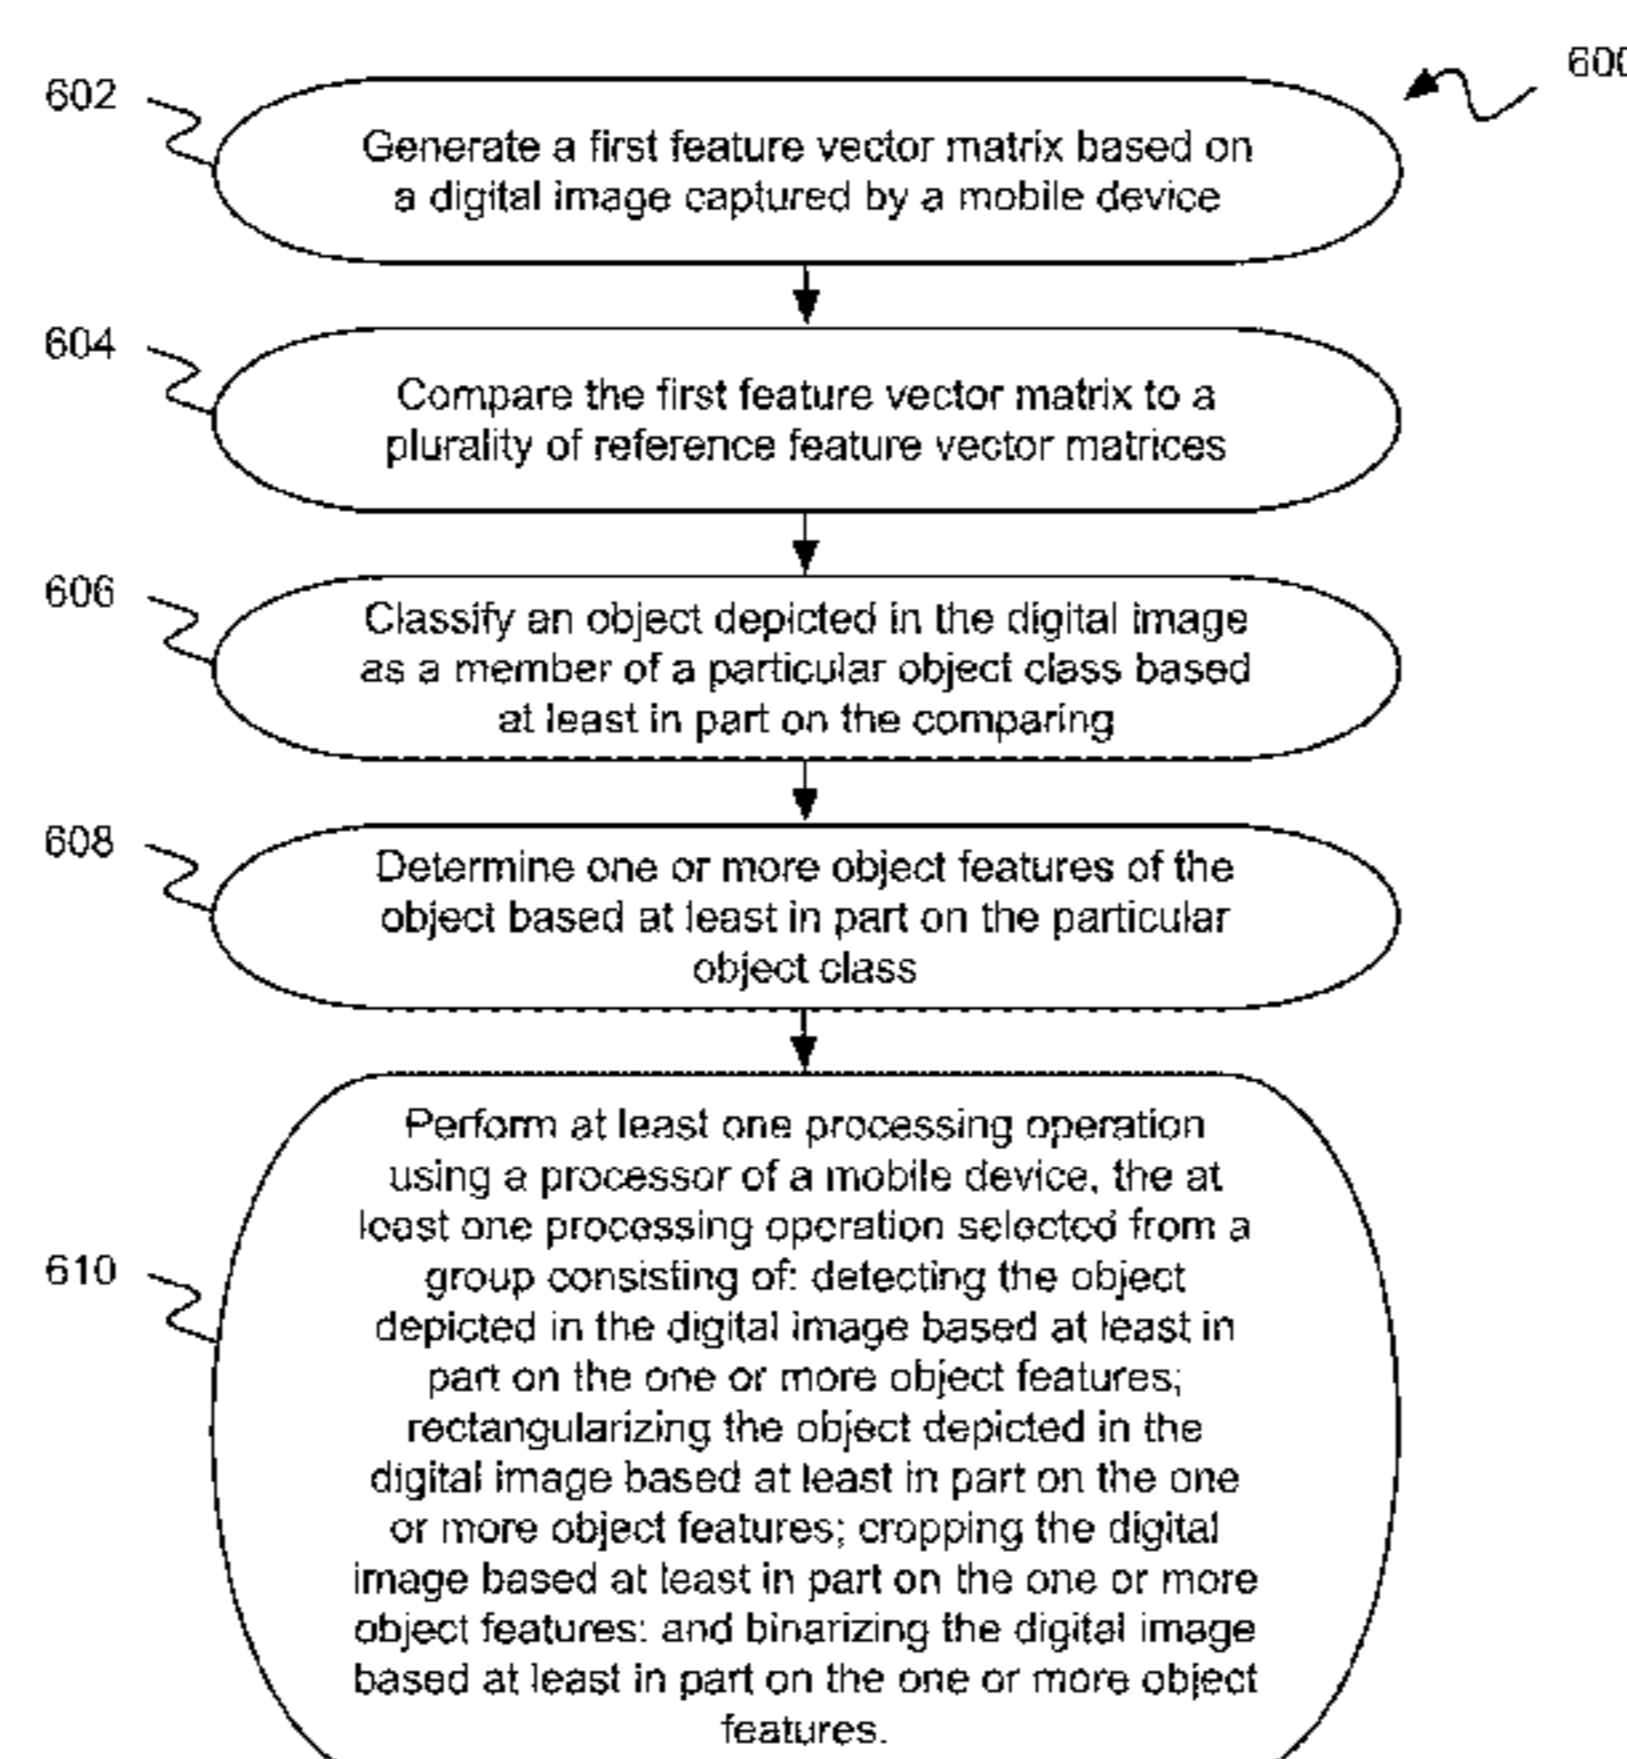 600
602
Generate a first feature vector matrix based on
a digital image captured by a mobile device
604
Compare the first feature vector matrix to a
plurality of reference feature vector matrices
606
Classify an object depicted in the digital image
as a member of a particular object class based
at least in part on the comparing
608
Determine one or more object features of the
object based at least in part on the particular
object class
610
Perform at least one processing operation
using a processor of a mobile device, the at
least one processing operation selected from a
group consisting of: detecting the object
depicted in the digital image based at least in
part on the one or more object features;
rectangularizing the object depicted in the
digital image based at least in part on the one
or more object features; cropping the digital
image based at least in part on the one or more
object features: and binarizing the digital image
based at least in part on the one or more object
features.